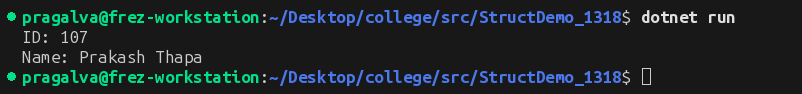 pragalva@frez-workstation:~/Desktop/college/src/StructDemo_1318$ dotnet run
ID: 107
Name: Prakash Thapa
pragalva@frez-workstation:~/Desktop/college/src/StructDemo_1318$